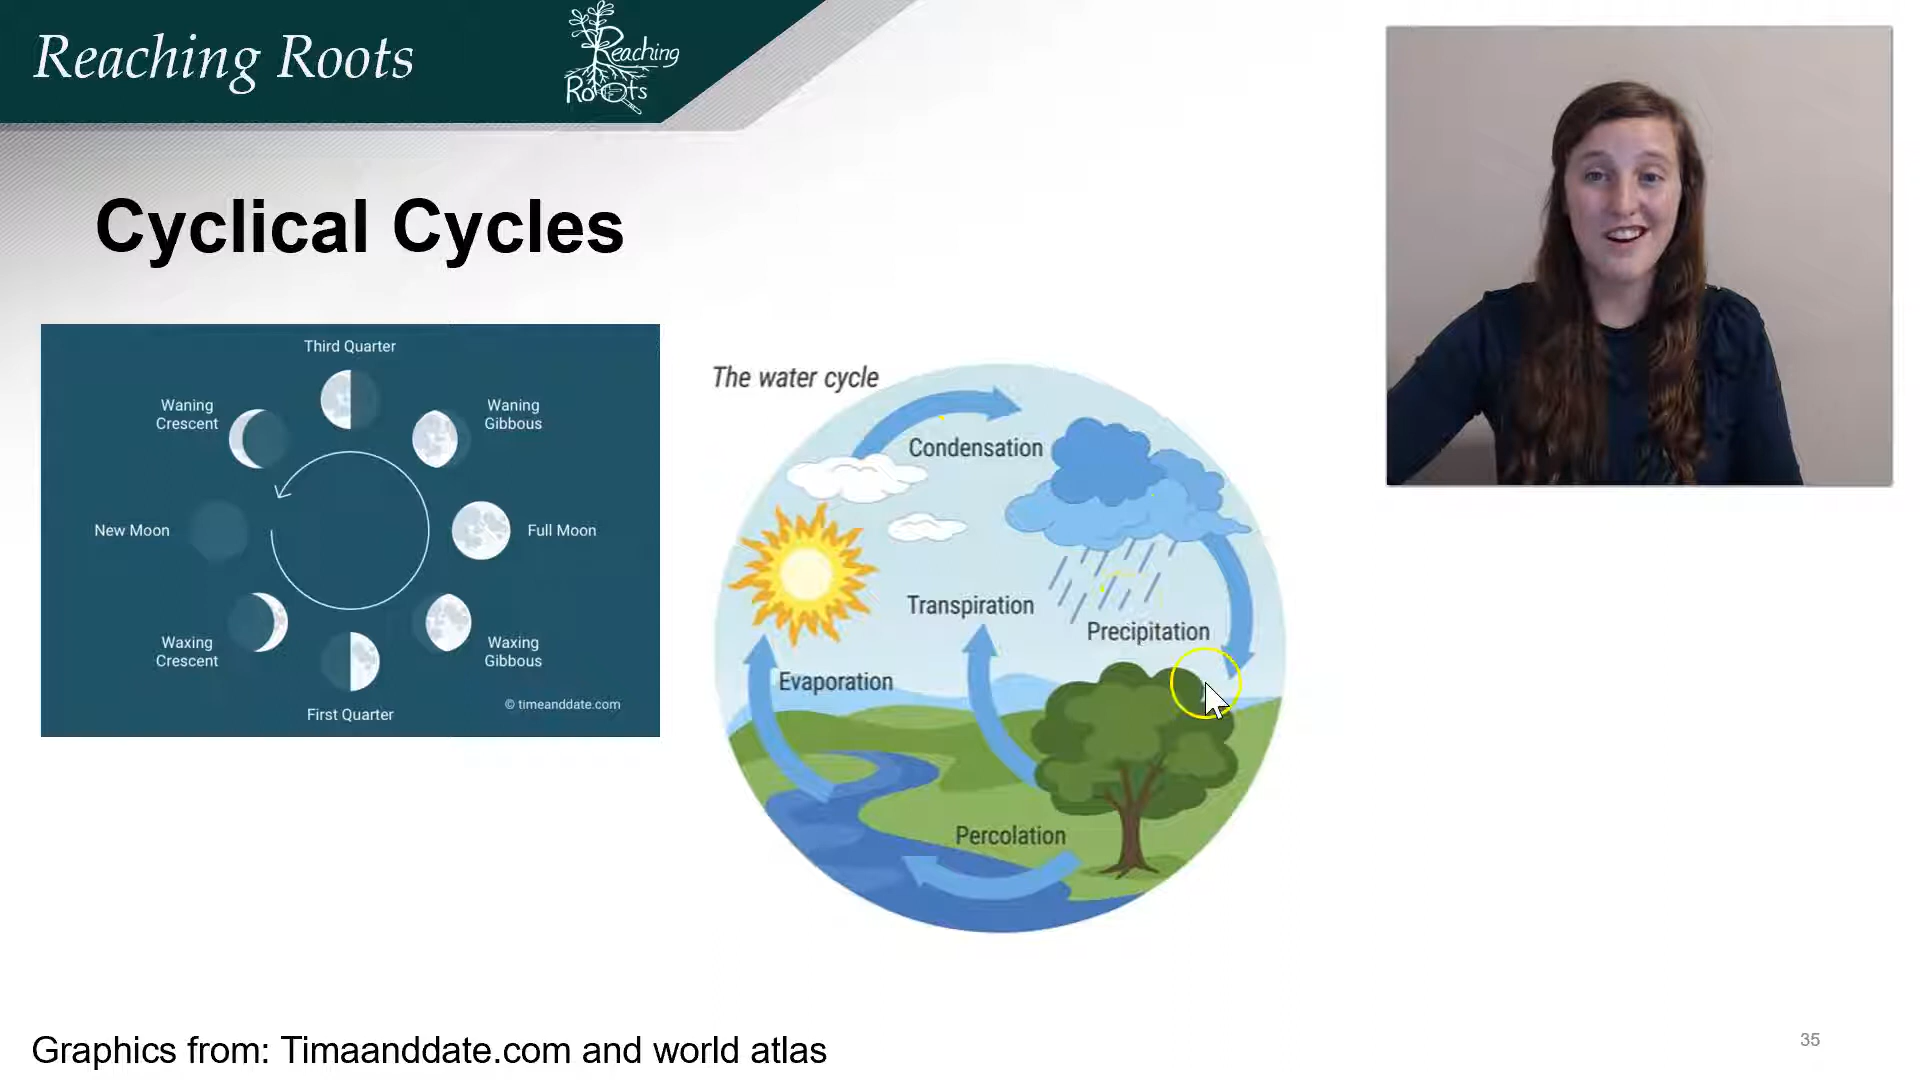 Reaching Roots
Reaching
Roots
Cyclical Cycles
Third Quarter
Waning
Crescent
Waning
Gibbous
New Moon
Full Moon
Waxing
Crescent
Waxing
Gibbous
First Quarter
© timeanddate.com
The water cycle
Condensation
Transpiration
Precipitation
Evaporation
Percolation
Graphics from: Timaanddate.com and world atlas
35